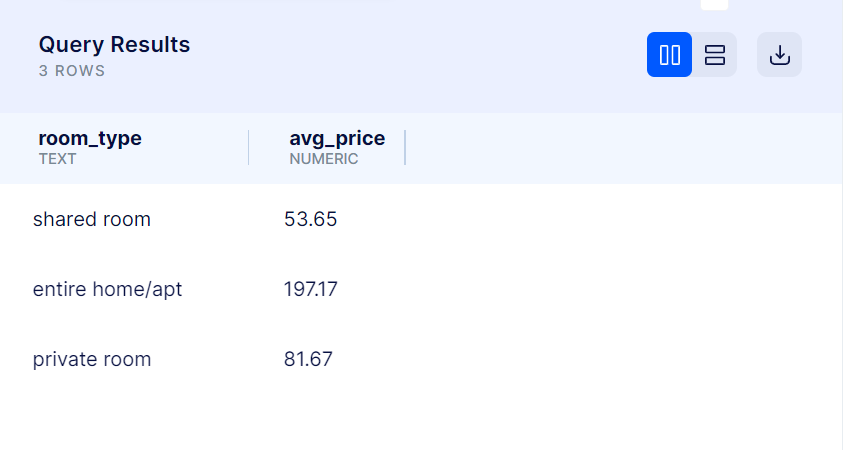 Query Results
3 ROWS
room_type avg_price
TEXT NUMERIC
shared room 53.65
entire home/apt 197.17
private room 81.67